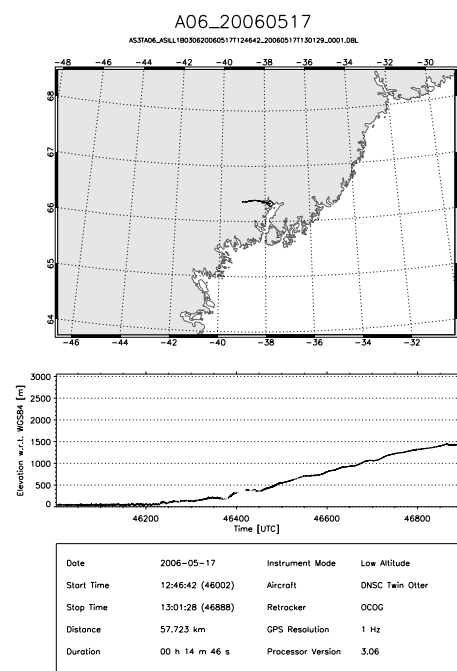 A06_20060517
AS3TA06_ASILL1B030620060517T124642_20060517T130129_0001.DBL
-48 -46 -44 -42 -40 -38 -36 -34 -32 -30
68
67
66
65
64
-46 -44 -42 -40 -38 -36 -34 -32
Elevation w.r.t. WGS84 [m]
3000
2500
2000
1500
1000
500
46200 46400 46600 46800
Time [UTC]
Date 2006-05-17 Instrument Mode Low Altitude
Start Time 12:46:42 (46002) Aircraft DNSC Twin Otter
Stop Time 13:01:28 (46888) Retracker OCOG
Distance 57.723 km GPS Resolution 1 Hz
Duration 00 h 14 m 46 s Processor Version 3.06